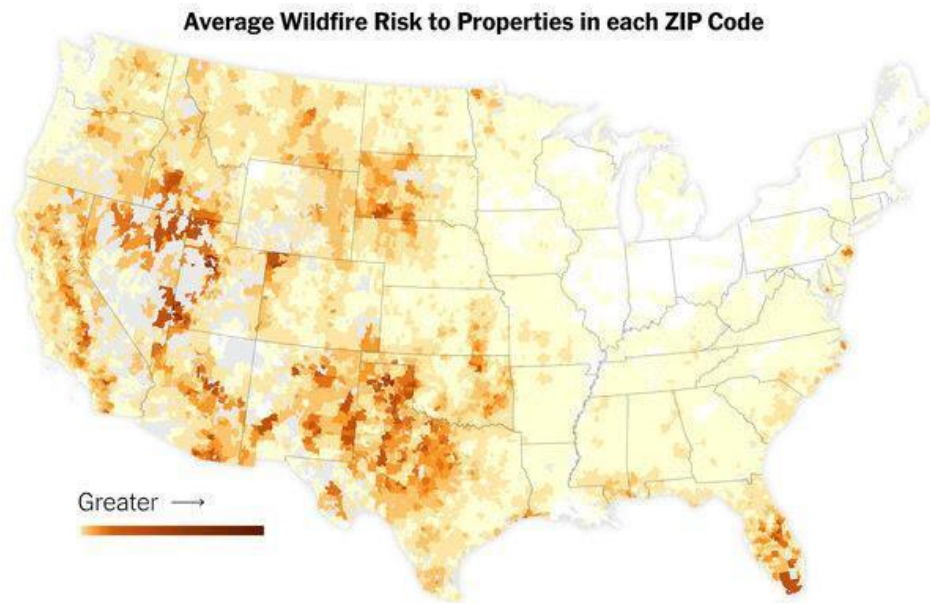 Average Wildfire Risk to Properties in each ZIP Code
Greater →